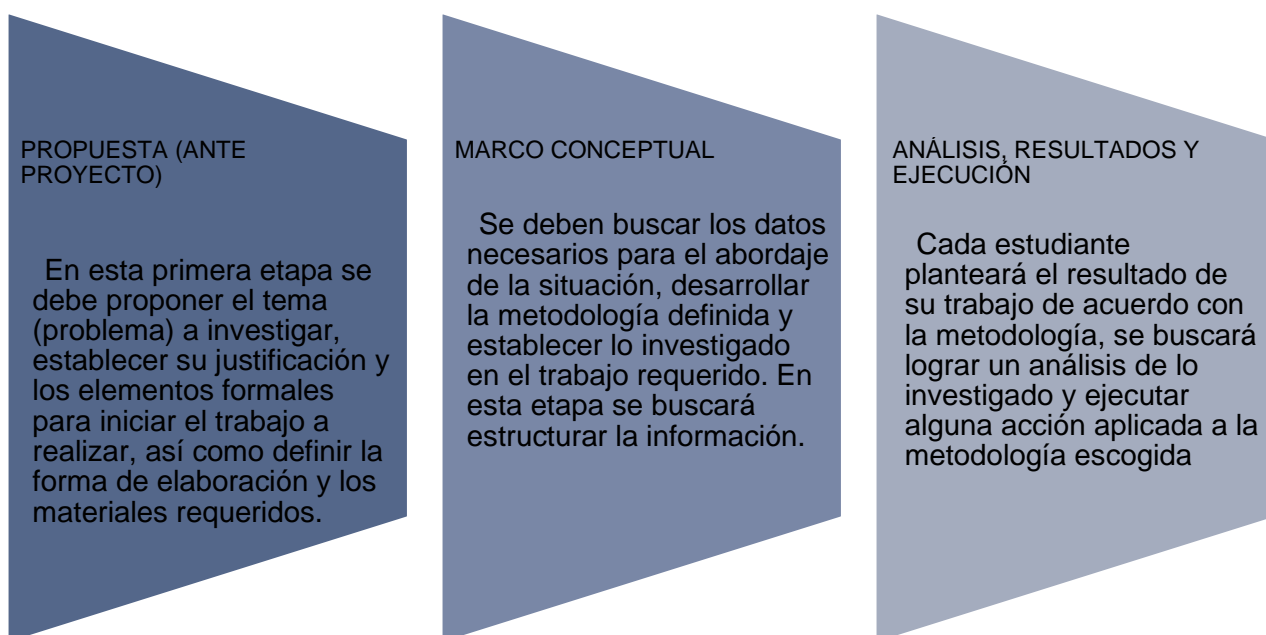 PROPUESTA (ANTE
PROYECTO)
En esta primera etapa se
debe proponer el tema
(problema) a investigar,
establecer su justificación y
los elementos formales
para iniciar el trabajo a
realizar, así como definir la
forma de elaboración y los
materiales requeridos.
MARCO CONCEPTUAL
Se deben buscar los datos
necesarios para el abordaje
de la situación, desarrollar
la metodología definida y
establecer lo investigado
en el trabajo requerido. En
esta etapa se buscará
estructurar la información.
ANÁLISIS, RESULTADOS Y
EJECUCIÓN
Cada estudiante
planteará el resultado de
su trabajo de acuerdo con
la metodología, se buscará
lograr un análisis de lo
investigado y ejecutar
alguna acción aplicada a la
metodología escogida